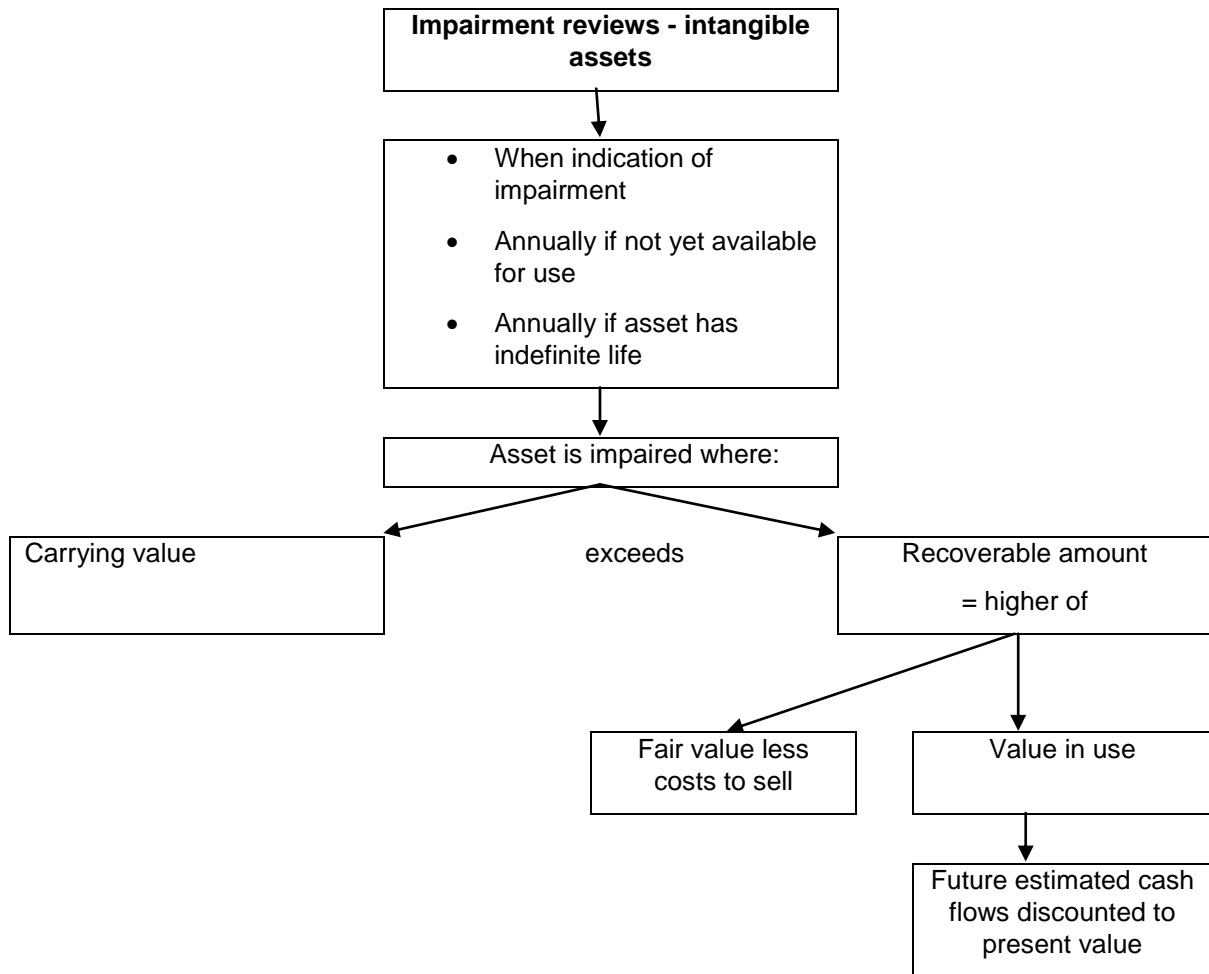 Impairment reviews - intangible
assets
• When indication of
impairment
• Annually if not yet available
for use
• Annually if asset has
indefinite life
Asset is impaired where:
Carrying value
exceeds
Recoverable amount
= higher of
Fair value less
costs to sell
Value in use
Future estimated cash
flows discounted to
present value